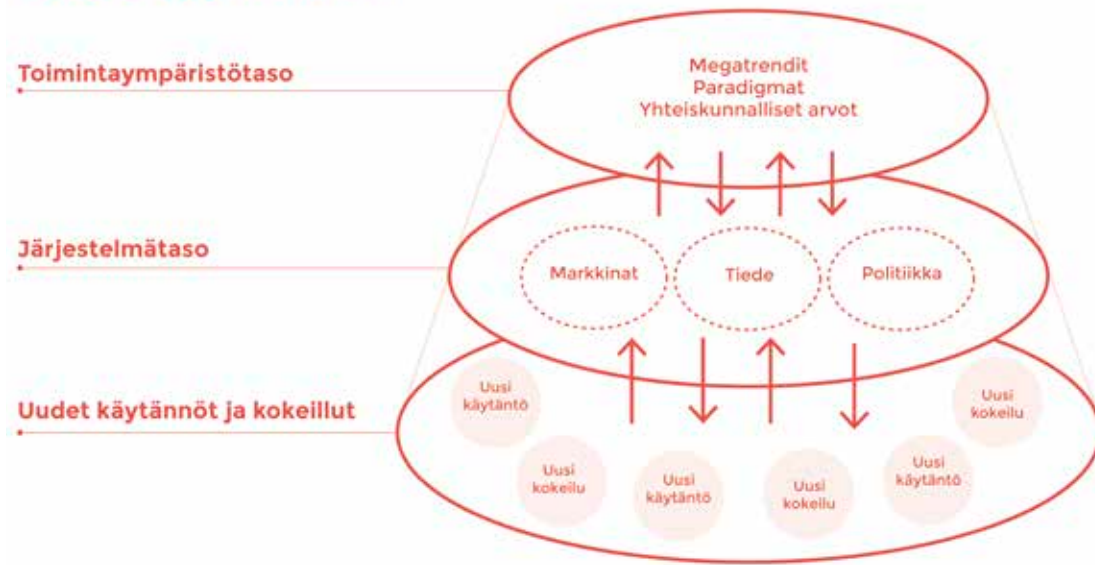 Toimintaympäristötaso
Megatrendit
Paradigmat
Yhteiskunnalliset arvot
Järjestelmätaso
Markkinat
Tiede
Politiikka
Uudet käytännöt ja kokeillut
Uusi
käytäntö
Uusi
kokeilu
Uusi
käytäntö
Uusi
kokeilu
Uusi
käytäntö
Uusi
kokeilu